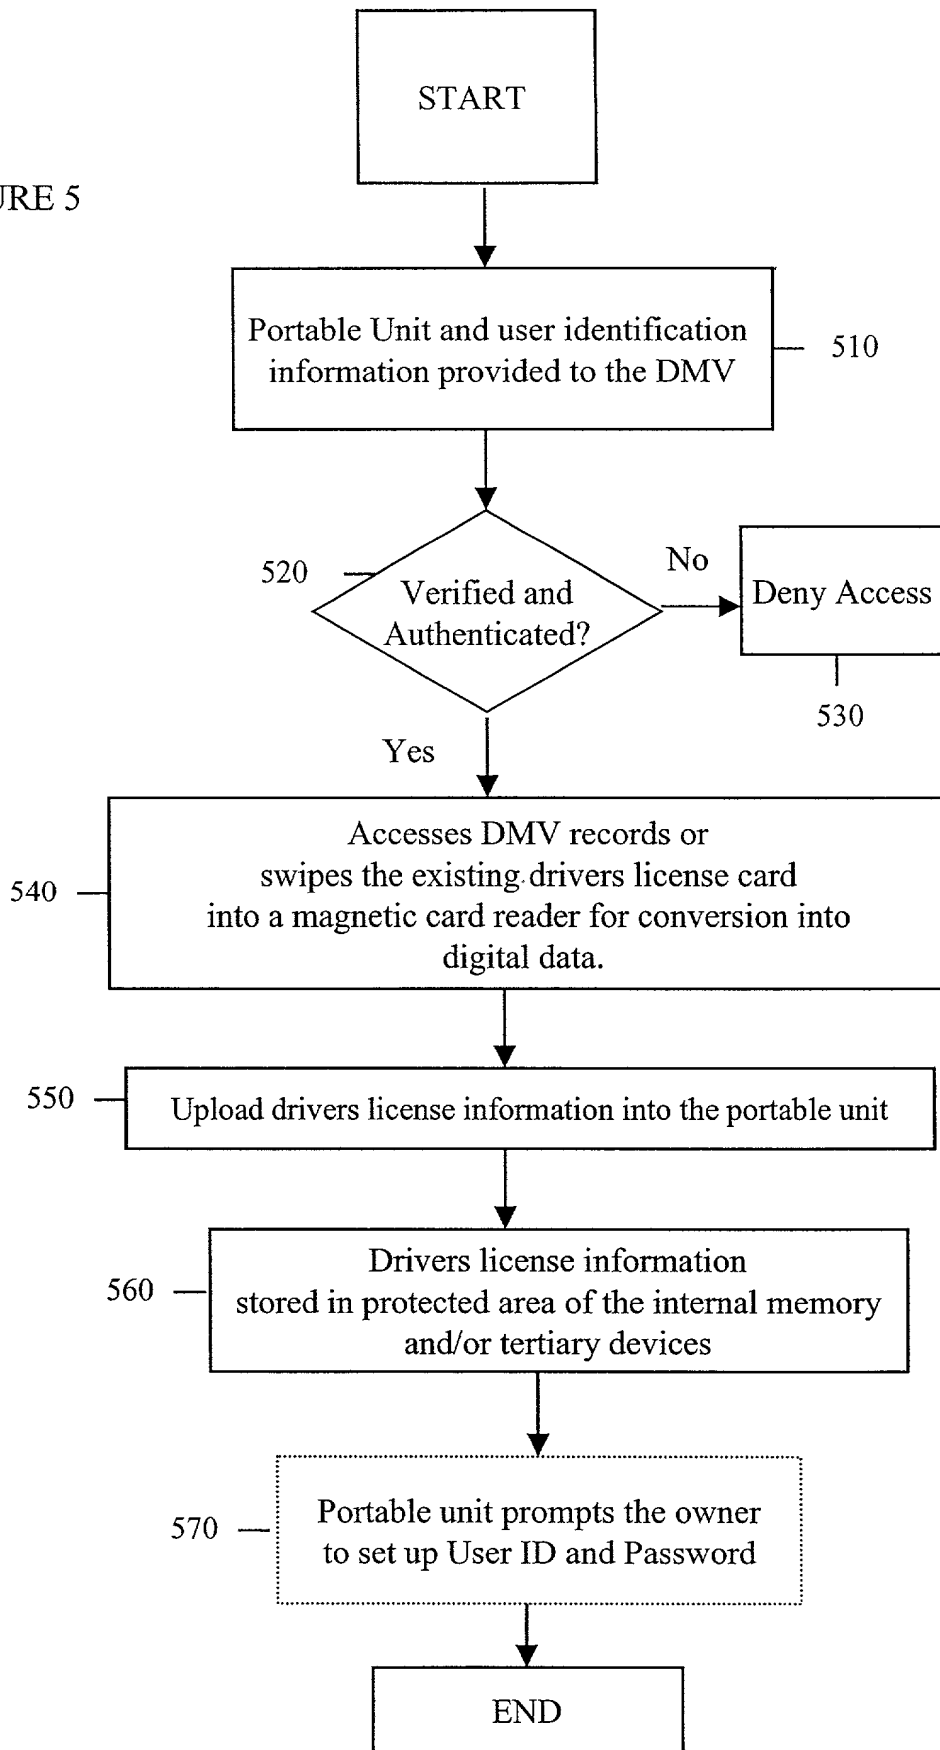 START
URE 5
Portable Unit and user identification
information provided to the DMV
510
520
Verified and
Authenticated?
No
Deny Access
530
Yes
540
Accesses DMV records or
swipes the existing drivers license card
into a magnetic card reader for conversion into
digital data.
550
Upload drivers license information into the portable unit
560
Drivers license information
stored in protected area of the internal memory
and/or tertiary devices
570
Portable unit prompts the owner
to set up User ID and Password
END